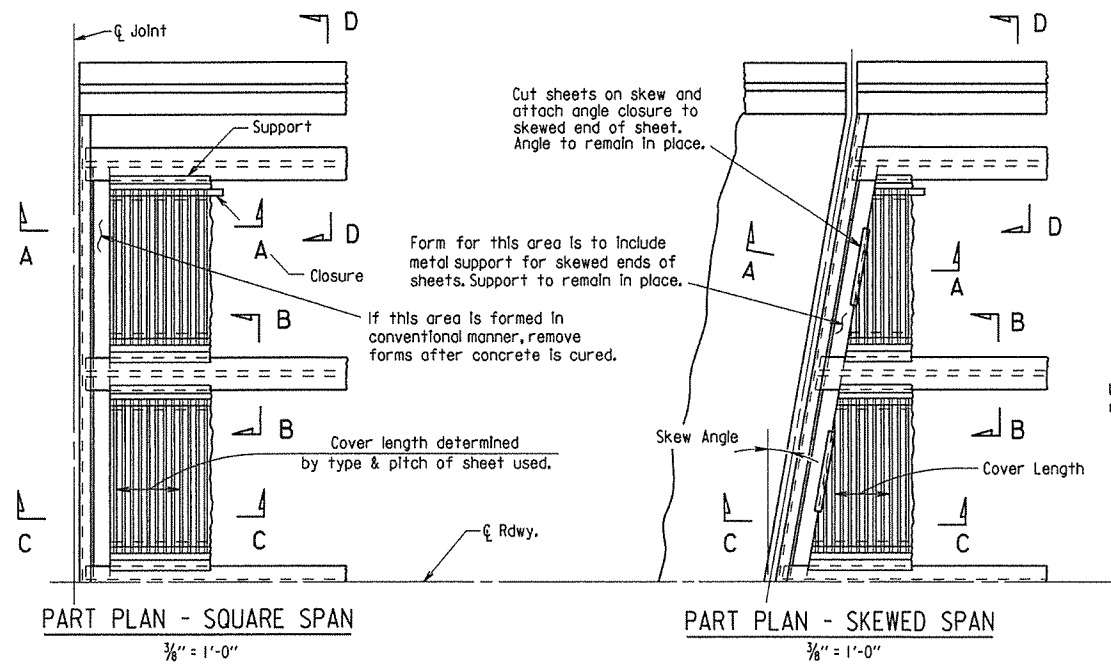 ℄ Joint
D
D
Support
Cut sheets on skew and
attach angle closure to
skewed end of sheet.
Angle to remain in place.
A
A
D
Closure
Form for this area is to include
metal support for skewed ends of
sheets. Support to remain in place.
A
A
D
B
B
If this area is formed in
conventional manner, remove
forms after concrete is cured.
B
B
Cover length determined
by type & pitch of sheet used.
Skew Angle
Cover Length
C
C
C
C
℄ Rdwy.
PART PLAN - SQUARE SPAN
3/8" = 1'-0"
PART PLAN - SKEWED SPAN
3/8" = 1'-0"